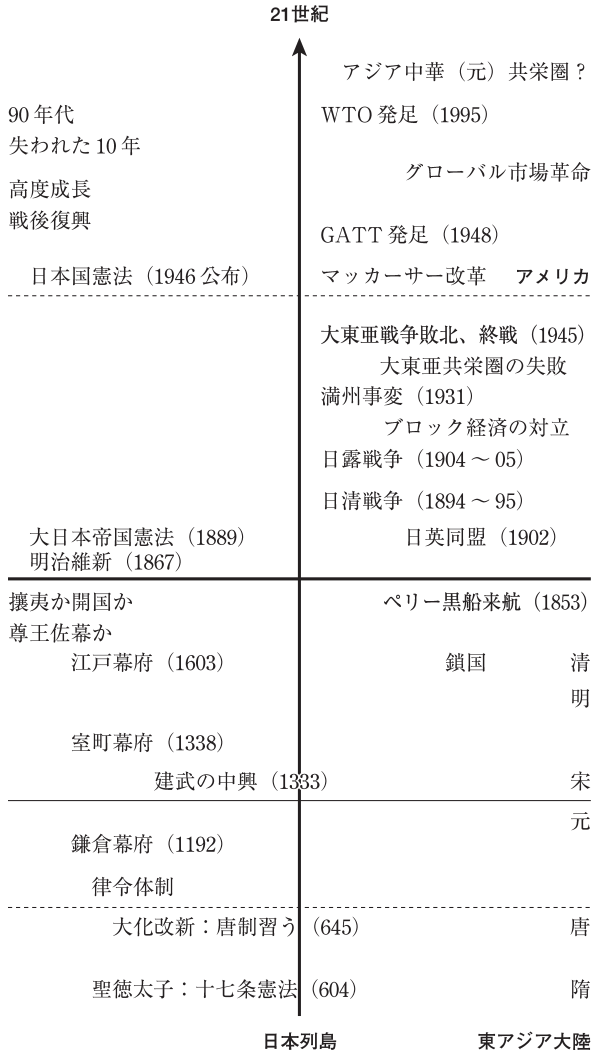 21世紀
アジア中華（元）共栄圏？
90年代
WTO発足（1995）
失われた10年
グローバル市場革命
高度成長
戦後復興
GATT発足（1948）
日本国憲法（1946公布）
マッカーサー改革 アメリカ
大東亜戦争敗北、終戦（1945）
大東亜共栄圏の失敗
満州事変（1931）
ブロック経済の対立
日露戦争（1904～05）
日清戦争（1894～95）
大日本帝国憲法（1889）
日英同盟（1902）
明治維新（1867）
攘夷か開国か
ペリー黒船来航（1853）
尊王佐幕か
江戸幕府（1603）
鎖国 清
明
室町幕府（1338）
建武の中興（1333）
宋
元
鎌倉幕府（1192）
律令体制
大化改新：唐制習う（645）
唐
聖徳太子：十七条憲法（604）
隋
日本列島
東アジア大陸